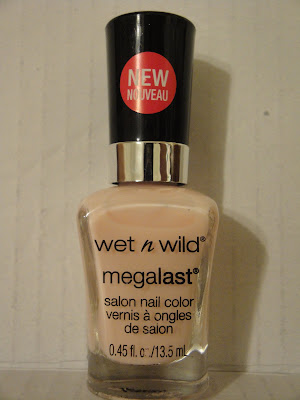 NEW
NOUVEAU
wet n wild®
megalast®
salon nail color
vernis à ongles
de salon
0.45 fl. oz./13.5 mL